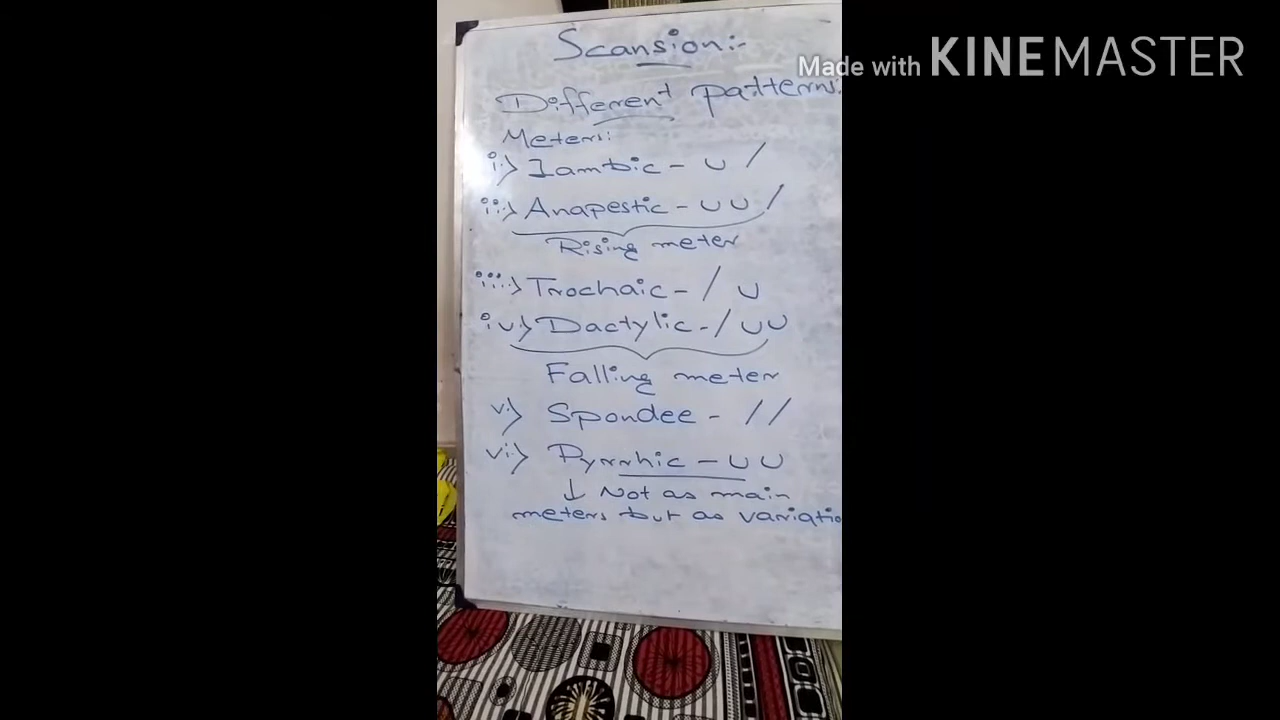 Scansion:-
Made with KINEMASTER
Different patterns:
Meters:
i:) Iambic - ∪ /
ii:) Anapestic - ∪ ∪ /
Rising meter
iii:) Trochaic - / ∪
iv:) Dactylic - / ∪∪
Falling meter
v:) Spondee - //
vi:) Pyrrhic - ∪ ∪
↓ Not as main
meters but as variatio